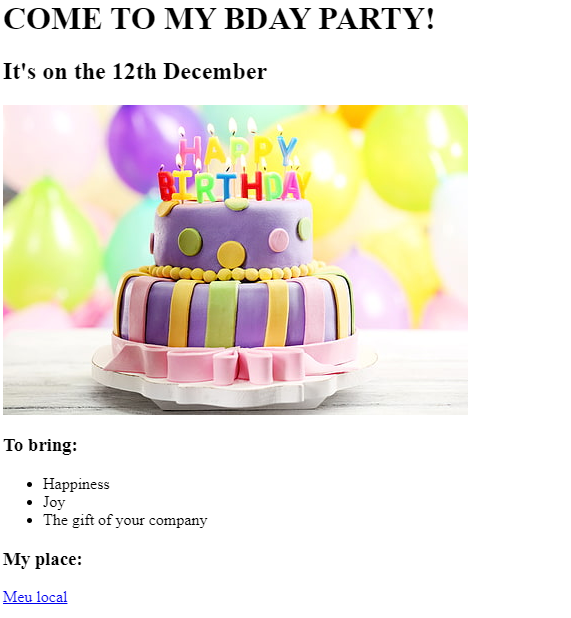 COME TO MY BDAY PARTY!
It's on the 12th December
HAPPY
BIRTHDAY
To bring:
Happiness
Joy
The gift of your company
My place:
Meu local